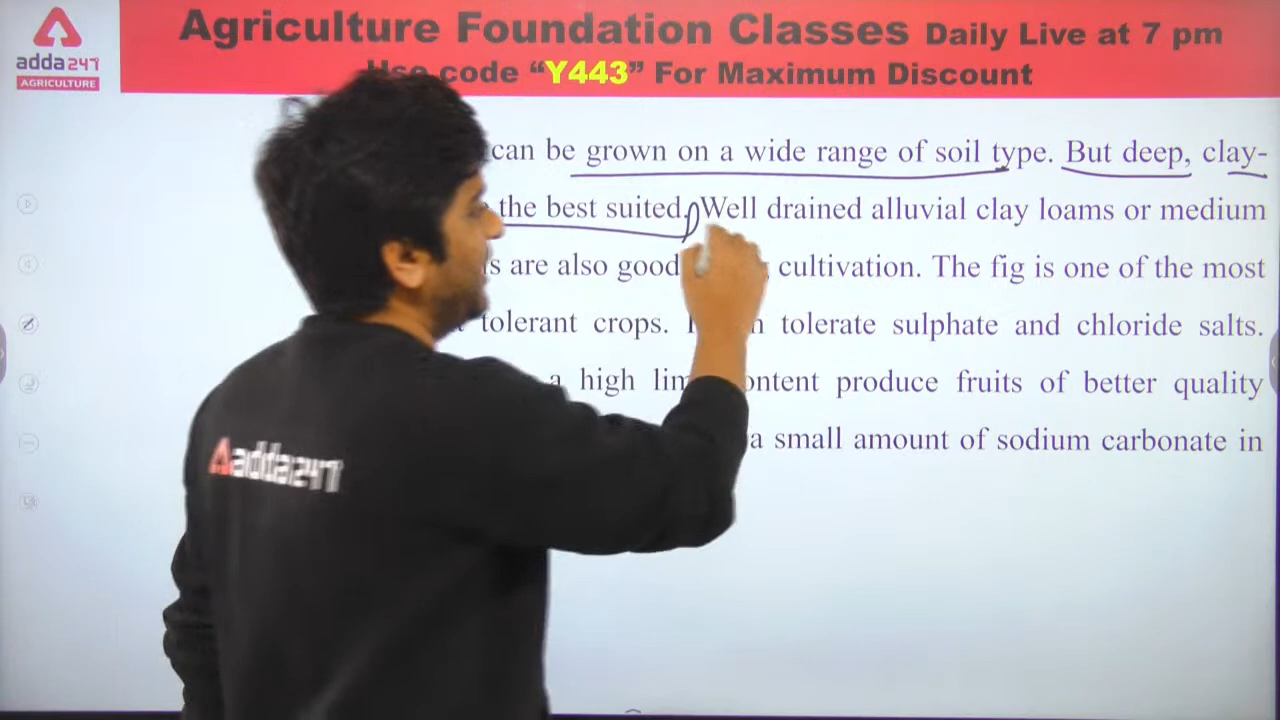 Agriculture Foundation Classes Daily Live at 7 pm
adda247
AGRICULTURE
Use code “Y443” For Maximum Discount
can be grown on a wide range of soil type. But deep, clay-
the best suited. Well drained alluvial clay loams or medium
are also good cultivation. The fig is one of the most
tolerant crops. tolerate sulphate and chloride salts.
a high content produce fruits of better quality
a small amount of sodium carbonate in
adda247